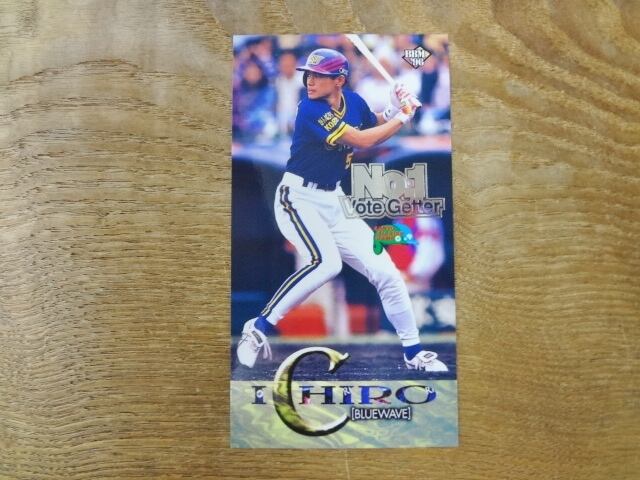 BBM
'96
No.1
Vote Getter
ICHIRO
[BLUEWAVE]